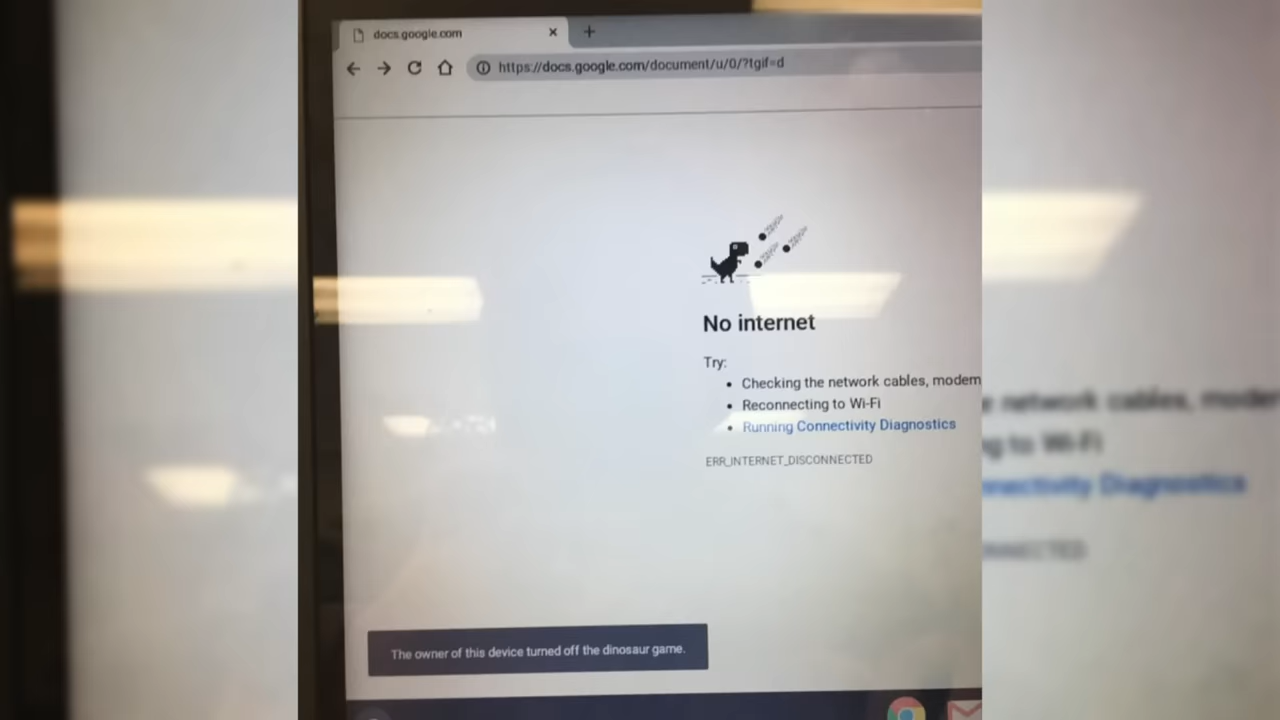 docs.google.com
https://docs.google.com/document/u/0/?tgif=d
No internet
Try:
Checking the network cables, modem
Reconnecting to Wi-Fi
Running Connectivity Diagnostics
ERR_INTERNET_DISCONNECTED
The owner of this device turned off the dinosaur game.